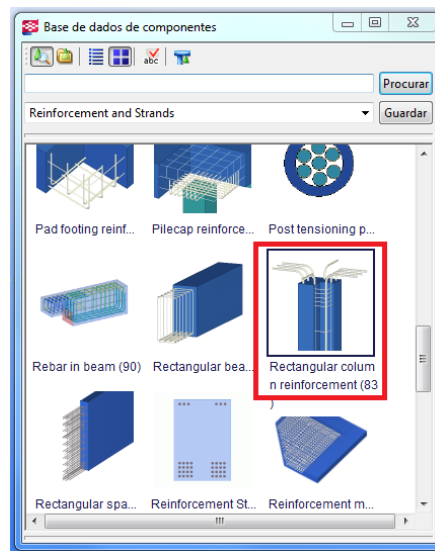 Base de dados de componentes
Procurar
Reinforcement and Strands
Guardar
Pad footing reinf...
Pilecap reinforce...
Post tensioning p...
Rebar in beam (90)
Rectangular bea...
Rectangular colum
n reinforcement (83
)
Rectangular spa...
Reinforcement St...
Reinforcement m...